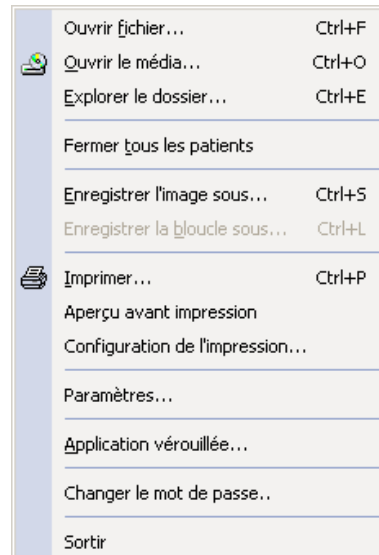 Ouvrir fichier... Ctrl+F
Ouvrir le média... Ctrl+O
Explorer le dossier... Ctrl+E
Fermer tous les patients
Enregistrer l'image sous... Ctrl+S
Enregistrer la bloucle sous... Ctrl+L
Imprimer... Ctrl+P
Aperçu avant impression
Configuration de l'impression...
Paramètres...
Application vérouillée...
Changer le mot de passe..
Sortir